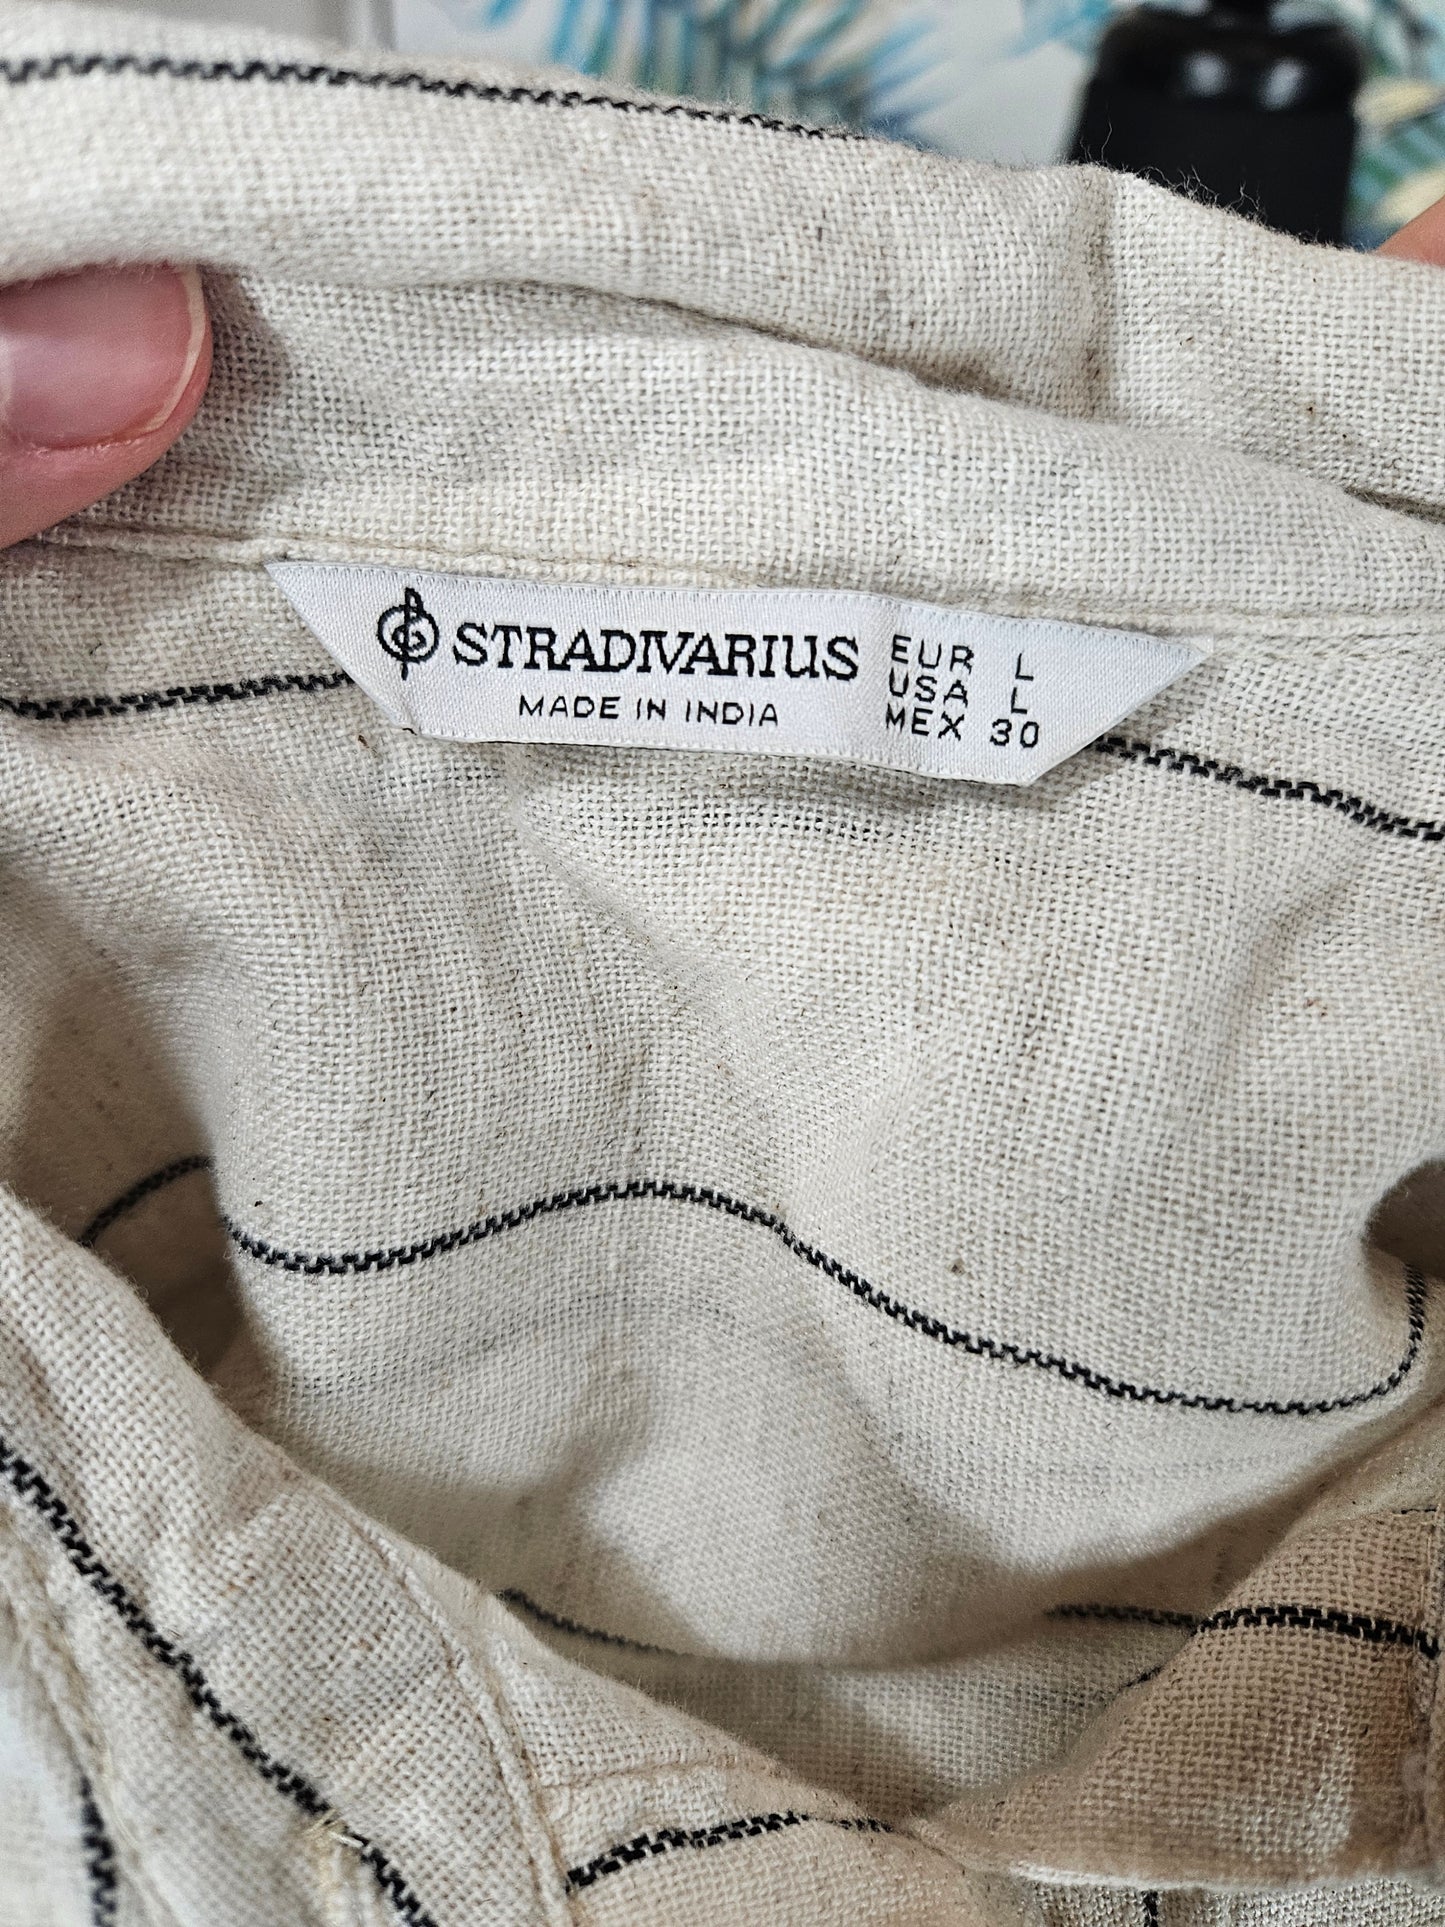 STRADIVARIUS
MADE IN INDIA
EUR L
USA L
MEX 30